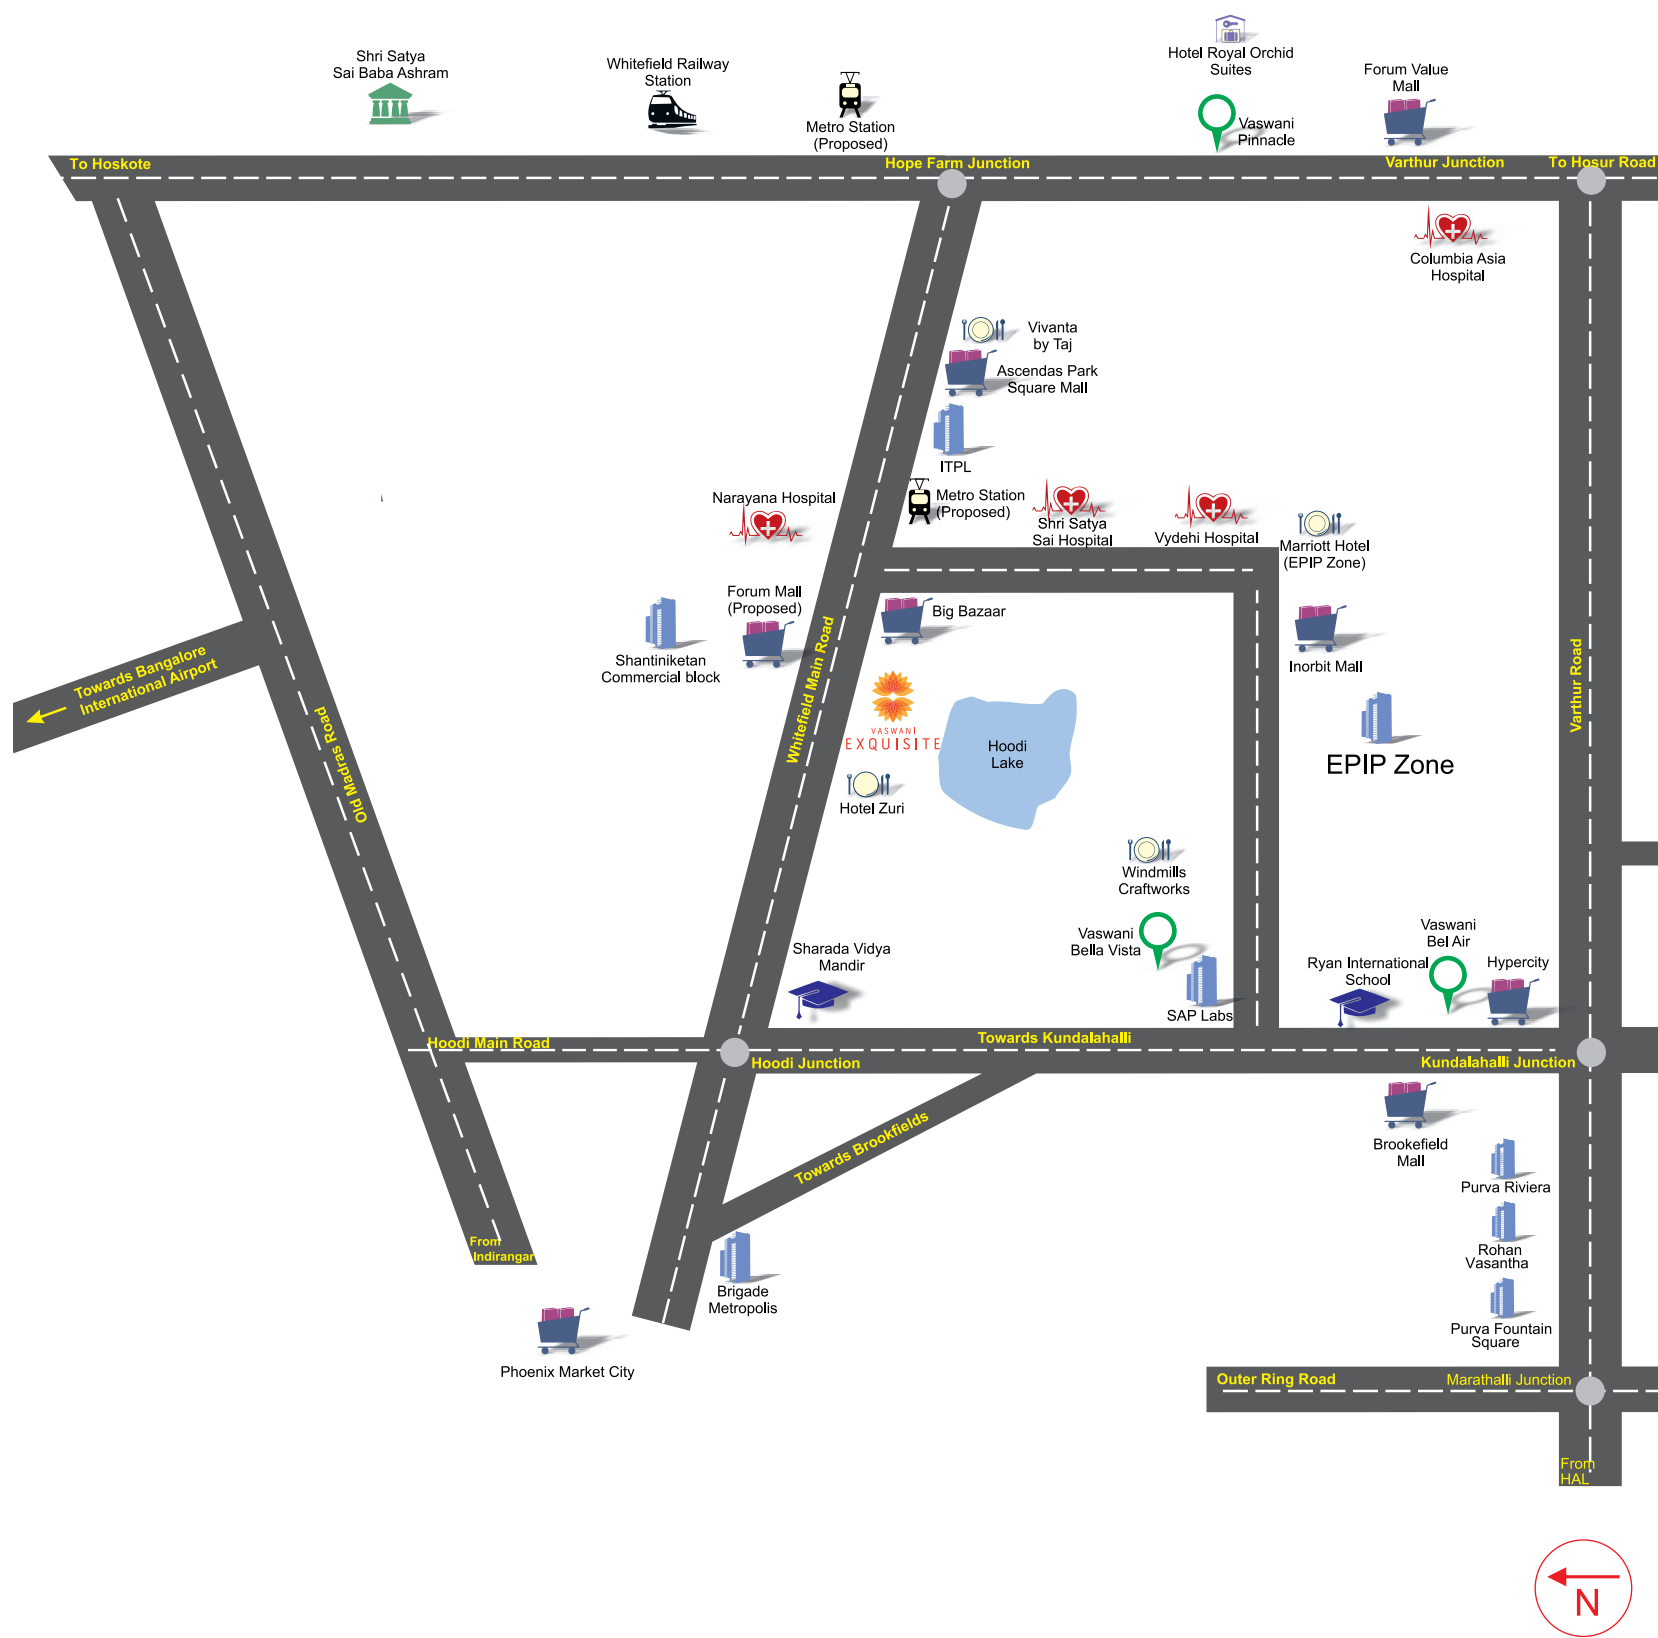 Shri Satya
Sai Baba Ashram
Whitefield Railway
Station
Metro Station
(Proposed)
Hotel Royal Orchid
Suites
Vaswani
Pinnacle
Forum Value
Mall
To Hoskote
Hope Farm Junction
Varthur Junction
To Hosur Road
Columbia Asia
Hospital
Vivanta
by Taj
Ascendas Park
Square Mall
ITPL
Narayana Hospital
Metro Station
(Proposed)
Shri Satya
Sai Hospital
Vydehi Hospital
Marriott Hotel
(EPIP Zone)
Forum Mall
(Proposed)
Big Bazaar
Shantiniketan
Commercial block
Inorbit Mall
Towards Bangalore
International Airport
Old Madras Road
Whitefield Main Road
Varthur Road
VASWANI
EXQUISITE
Hoodi
Lake
EPIP Zone
Hotel Zuri
Windmills
Craftworks
Vaswani
Bella Vista
Vaswani
Bel Air
Sharada Vidya
Mandir
Ryan International
School
Hypercity
SAP Labs
Hoodi Main Road
Towards Kundalahalli
Hoodi Junction
Kundalahalli Junction
Towards Brookfields
Brookefield
Mall
Purva Riviera
Rohan
Vasantha
From
Indirangar
Brigade
Metropolis
Purva Fountain
Square
Phoenix Market City
Outer Ring Road
Marathalli Junction
From
HAL
N